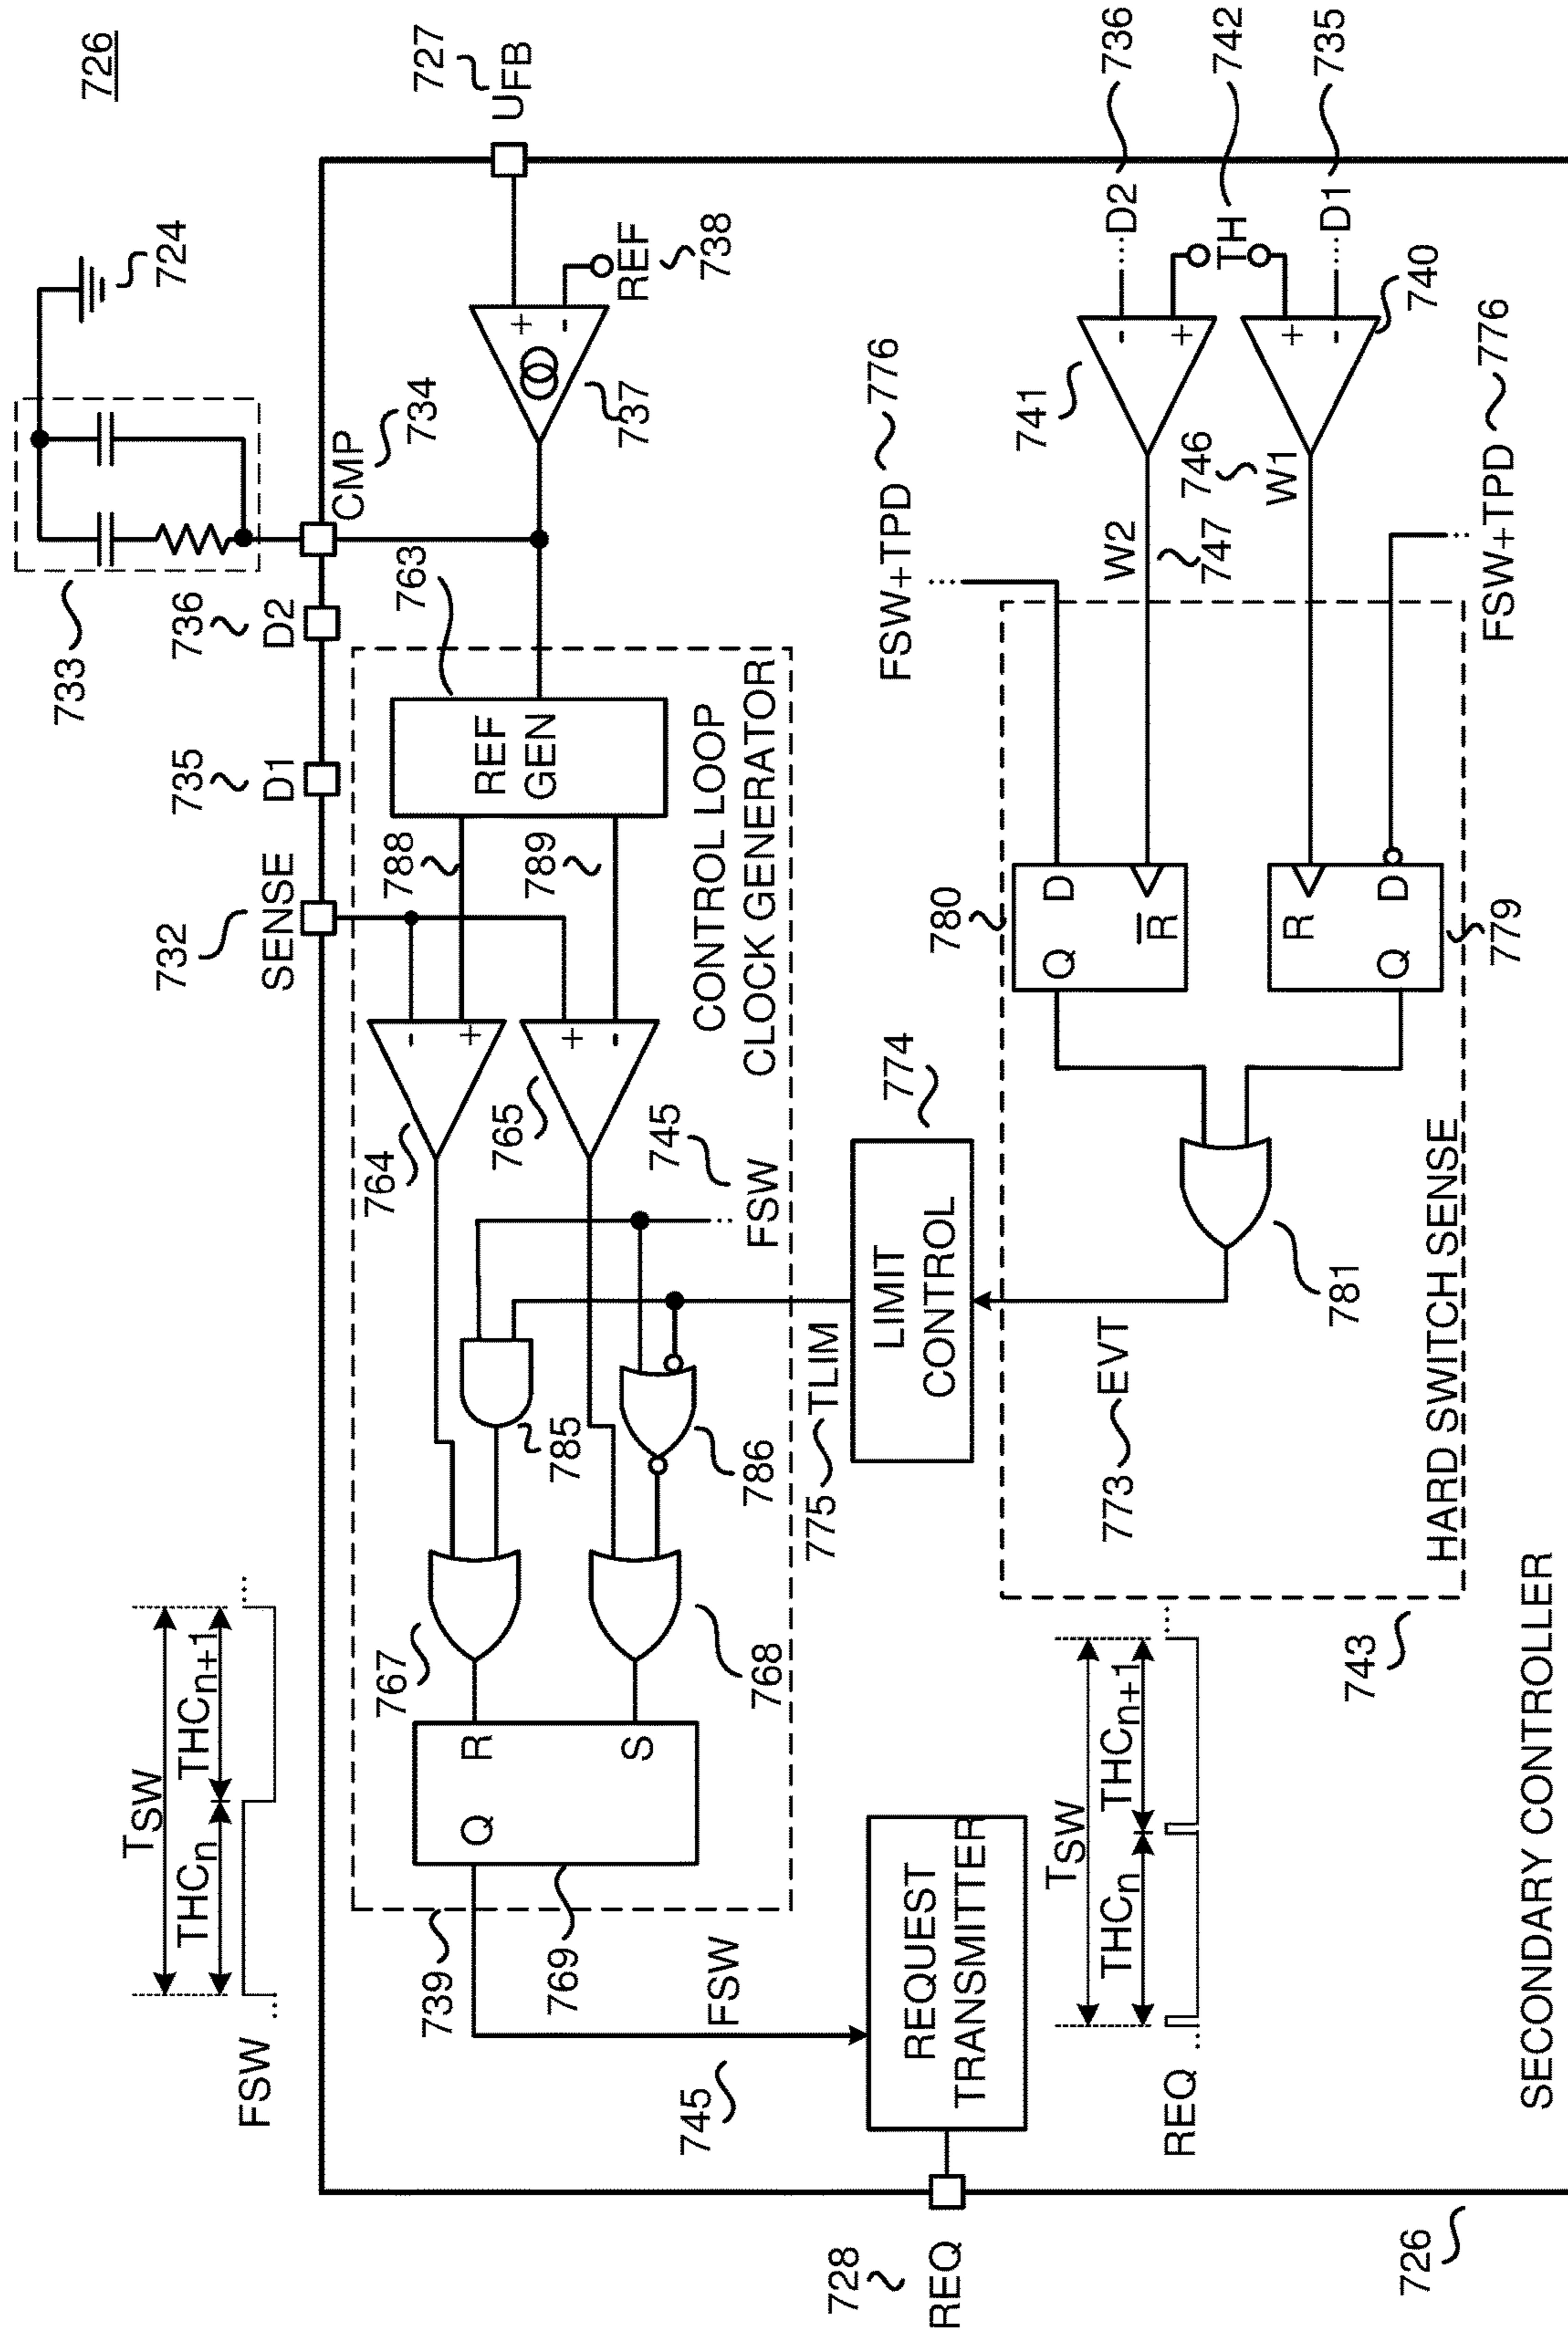 726
FSW
TSW
THCn
THCn+1
733
724
732
SENSE
735
D1
736
D2
CMP
734
739
769
Q
R
S
767
768
764
765
785
786
788
789
763
REF
GEN
CONTROL LOOP
CLOCK GENERATOR
FSW
745
737
+
-
REF
738
UFB
727
-
+
+
-
745
FSW
728
REQ
REQUEST
TRANSMITTER
REQ
TSW
THCn
THCn+1
775
TLIM
LIMIT
CONTROL
774
773
EVT
781
743
HARD SWITCH SENSE
780
Q
D
R
R
Q
D
779
FSW+TPD
776
FSW+TPD
776
W2
747
746
W1
741
-
+
+
-
740
D2
736
TH
742
D1
735
SECONDARY CONTROLLER
726